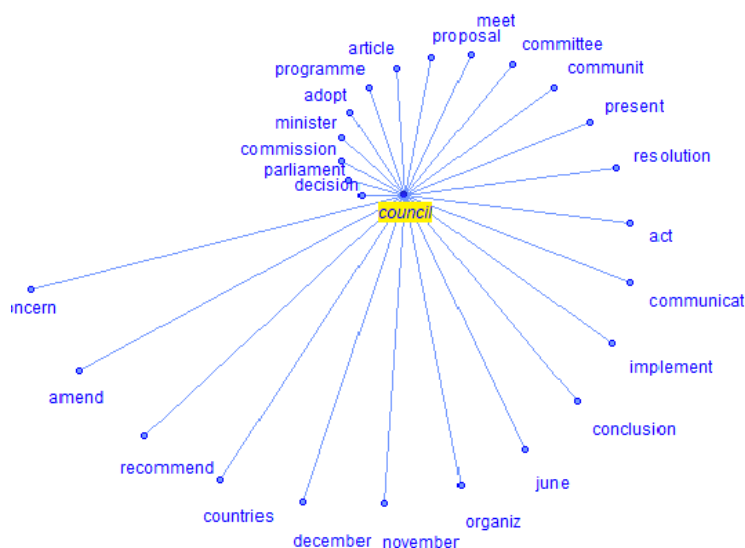 meet
proposal
article
committee
programme
communit
adopt
present
minister
commission
resolution
parliament
decision
council
act
communicat
oncern
implement
amend
conclusion
recommend
june
countries
organiz
december
november